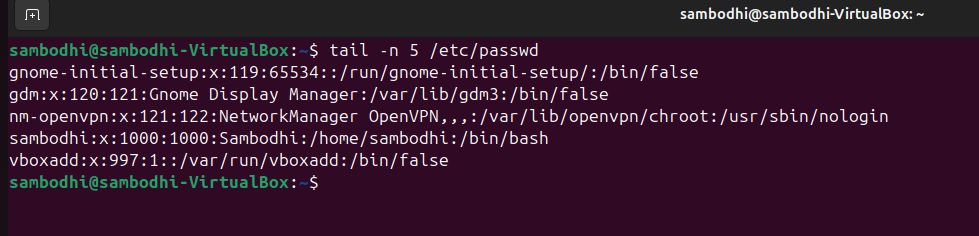 sambodhi@sambodhi-VirtualBox: ~
sambodhi@sambodhi-VirtualBox:~$ tail -n 5 /etc/passwd
gnome-initial-setup:x:119:65534::/run/gnome-initial-setup/:/bin/false
gdm:x:120:121:Gnome Display Manager:/var/lib/gdm3:/bin/false
nm-openvpn:x:121:122:NetworkManager OpenVPN,,,:/var/lib/openvpn/chroot:/usr/sbin/nologin
sambodhi:x:1000:1000:Sambodhi:/home/sambodhi:/bin/bash
vboxadd:x:997:1::/var/run/vboxadd:/bin/false
sambodhi@sambodhi-VirtualBox:~$